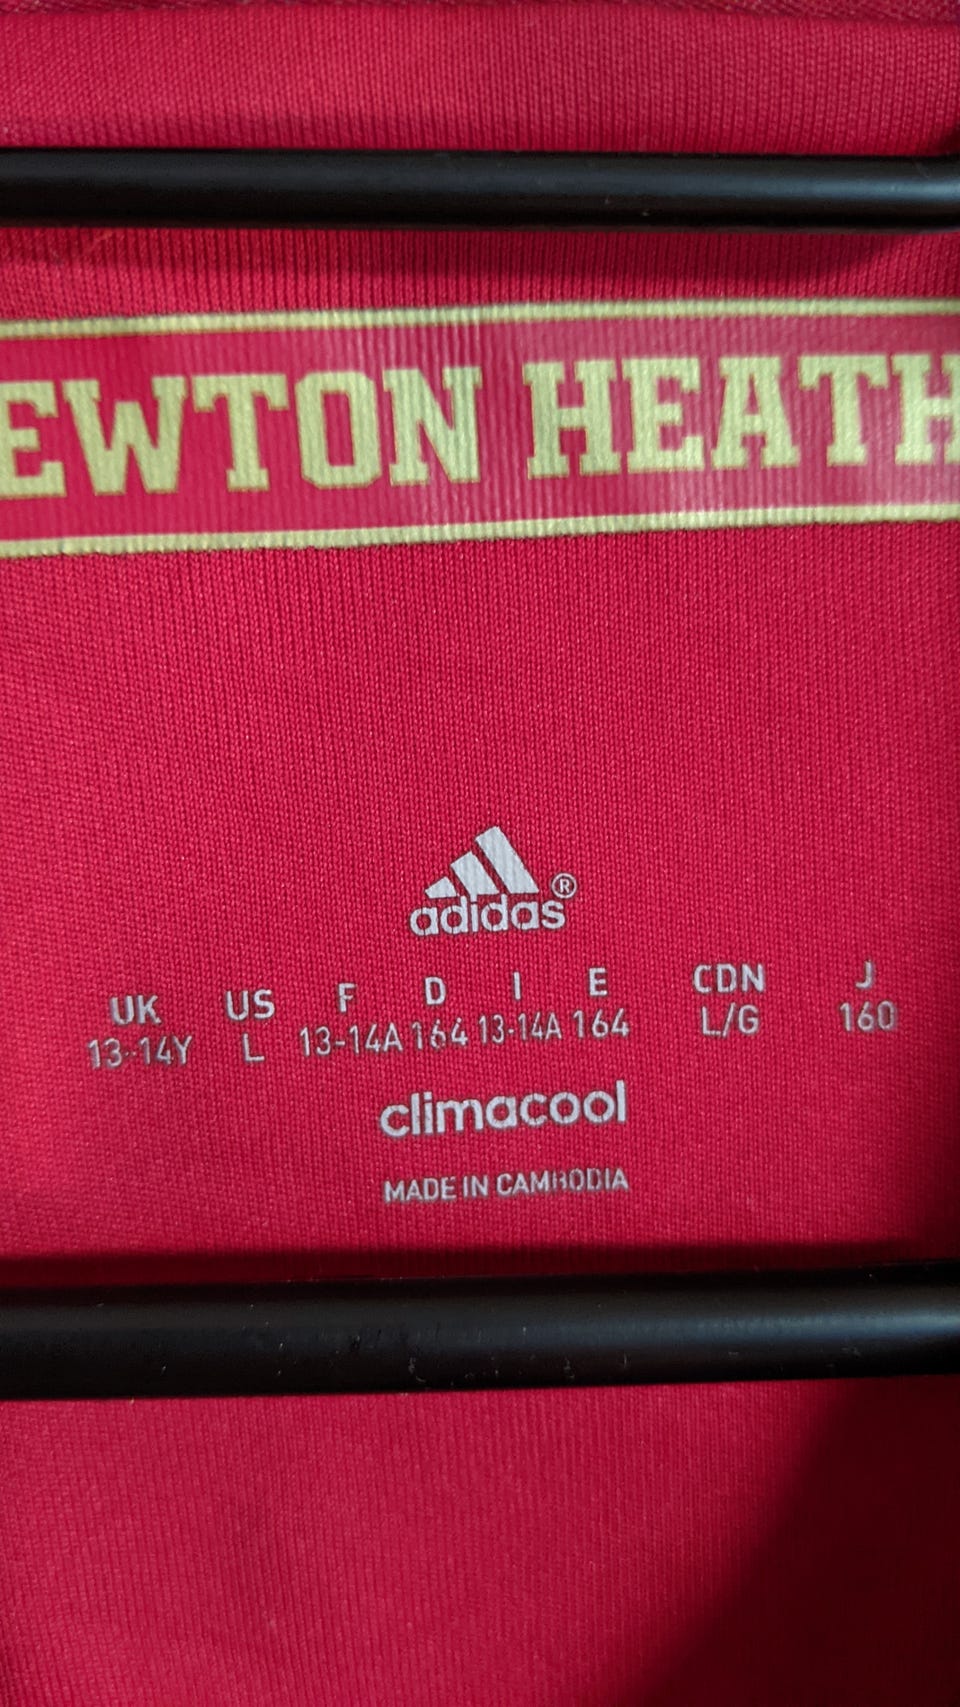 EWTON HEATH
adidas®
UK US F D I E CDN J
13-14Y L 13-14A 164 13-14A 164 L/G 160
climacool
MADE IN CAMBODIA